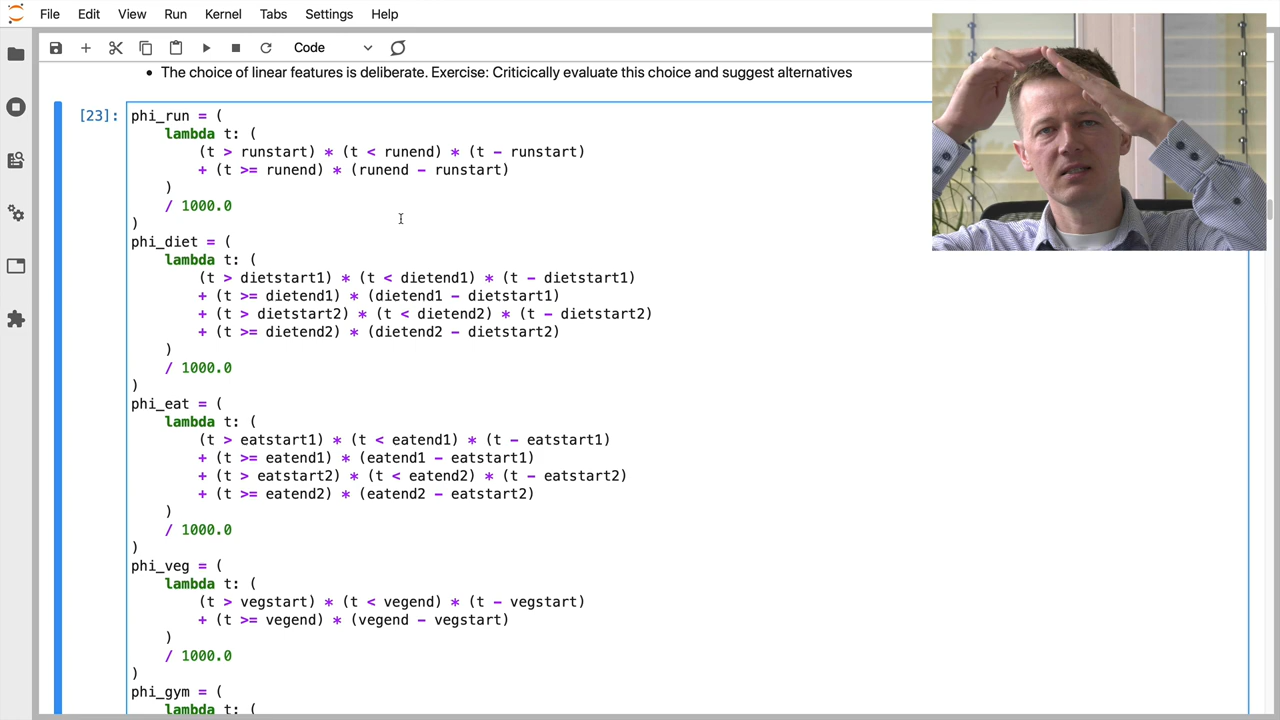 File Edit View Run Kernel Tabs Settings Help
Code
• The choice of linear features is deliberate. Exercise: Criticically evaluate this choice and suggest alternatives
[23]: phi_run = (
    lambda t: (
        (t > runstart) * (t < runend) * (t - runstart)
        + (t >= runend) * (runend - runstart)
    )
    / 1000.0
)
phi_diet = (
    lambda t: (
        (t > dietstart1) * (t < dietend1) * (t - dietstart1)
        + (t >= dietend1) * (dietend1 - dietstart1)
        + (t > dietstart2) * (t < dietend2) * (t - dietstart2)
        + (t >= dietend2) * (dietend2 - dietstart2)
    )
    / 1000.0
)
phi_eat = (
    lambda t: (
        (t > eatstart1) * (t < eatend1) * (t - eatstart1)
        + (t >= eatend1) * (eatend1 - eatstart1)
        + (t > eatstart2) * (t < eatend2) * (t - eatstart2)
        + (t >= eatend2) * (eatend2 - eatstart2)
    )
    / 1000.0
)
phi_veg = (
    lambda t: (
        (t > vegstart) * (t < vegend) * (t - vegstart)
        + (t >= vegend) * (vegend - vegstart)
    )
    / 1000.0
)
phi_gym = (
    lambda t: (